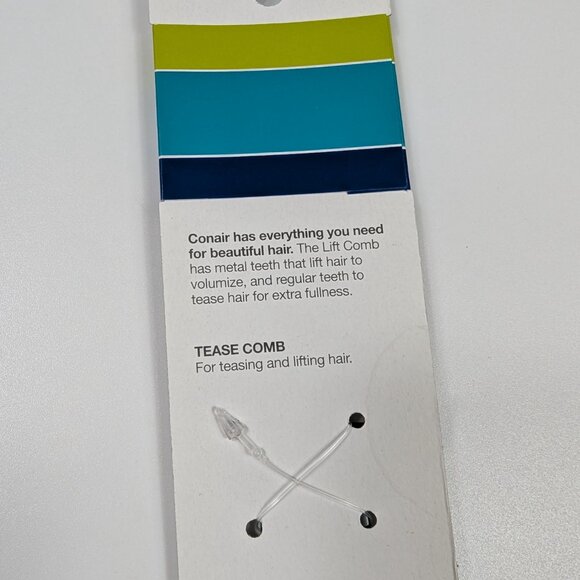 Conair has everything you need
for beautiful hair. The Lift Comb
has metal teeth that lift hair to
volumize, and regular teeth to
tease hair for extra fullness.
TEASE COMB
For teasing and lifting hair.